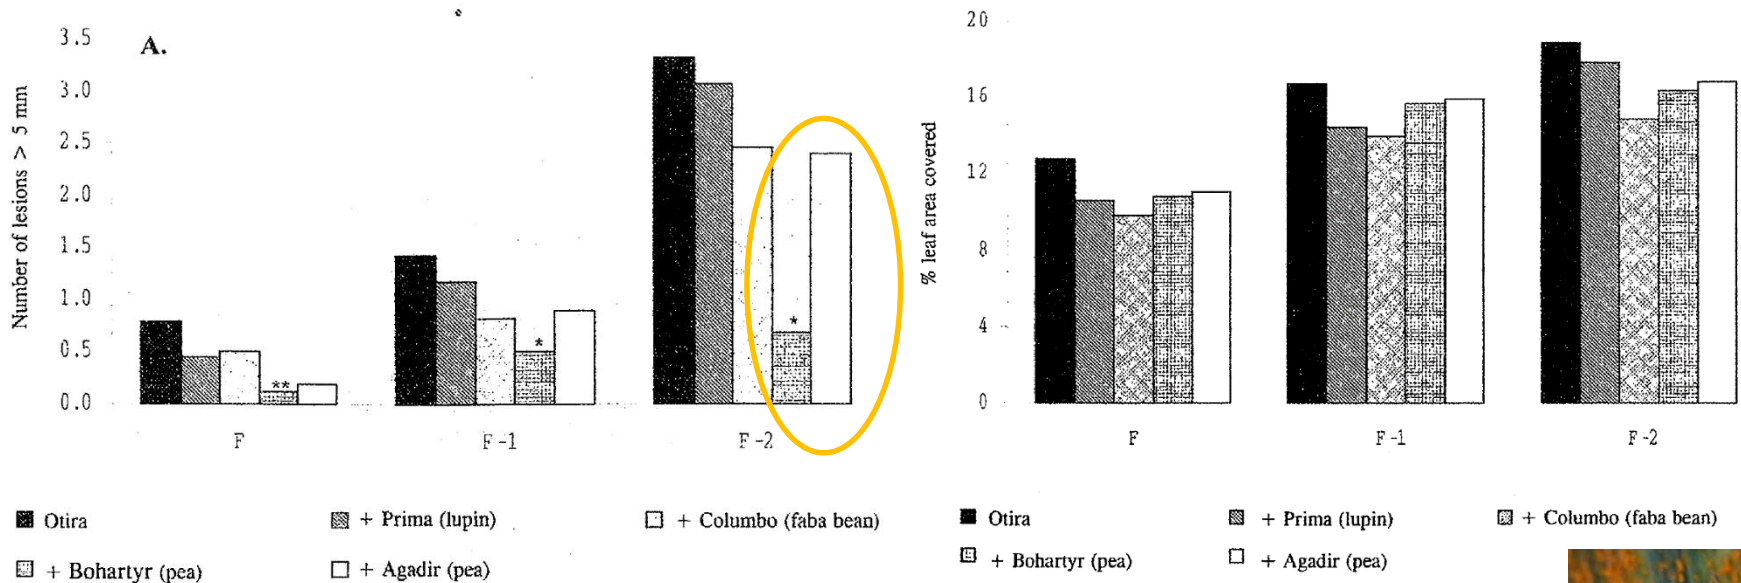 A.
Number of lesions > 5 mm
3.5
3.0
2.5
2.0
1.5
1.0
0.5
0.0
**
*
*
F
F-1
F-2
Otira
+ Prima (lupin)
+ Columbo (faba bean)
+ Bohartyr (pea)
+ Agadir (pea)
% leaf area covered
20
16
12
8
4
0
F
F-1
F-2
Otira
+ Prima (lupin)
+ Columbo (faba bean)
+ Bohartyr (pea)
+ Agadir (pea)